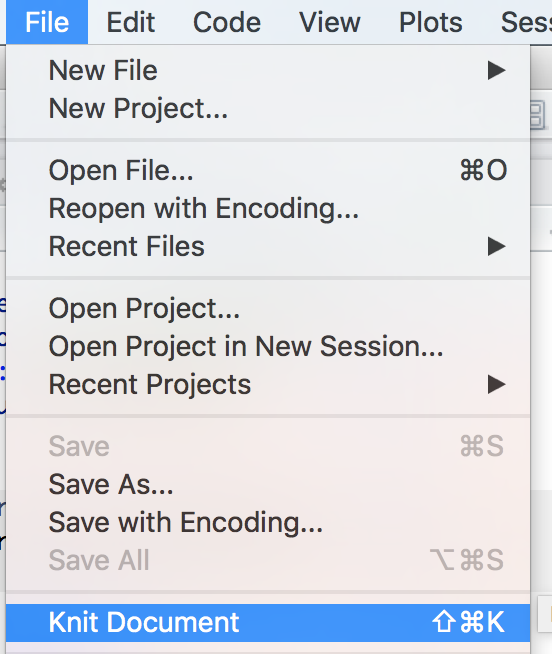 File Edit Code View Plots Sess
New File ▶
New Project...
Open File... ⌘O
Reopen with Encoding...
Recent Files ▶
Open Project...
Open Project in New Session...
Recent Projects ▶
Save ⌘S
Save As...
Save with Encoding...
Save All ⌥⌘S
Knit Document ⇧⌘K